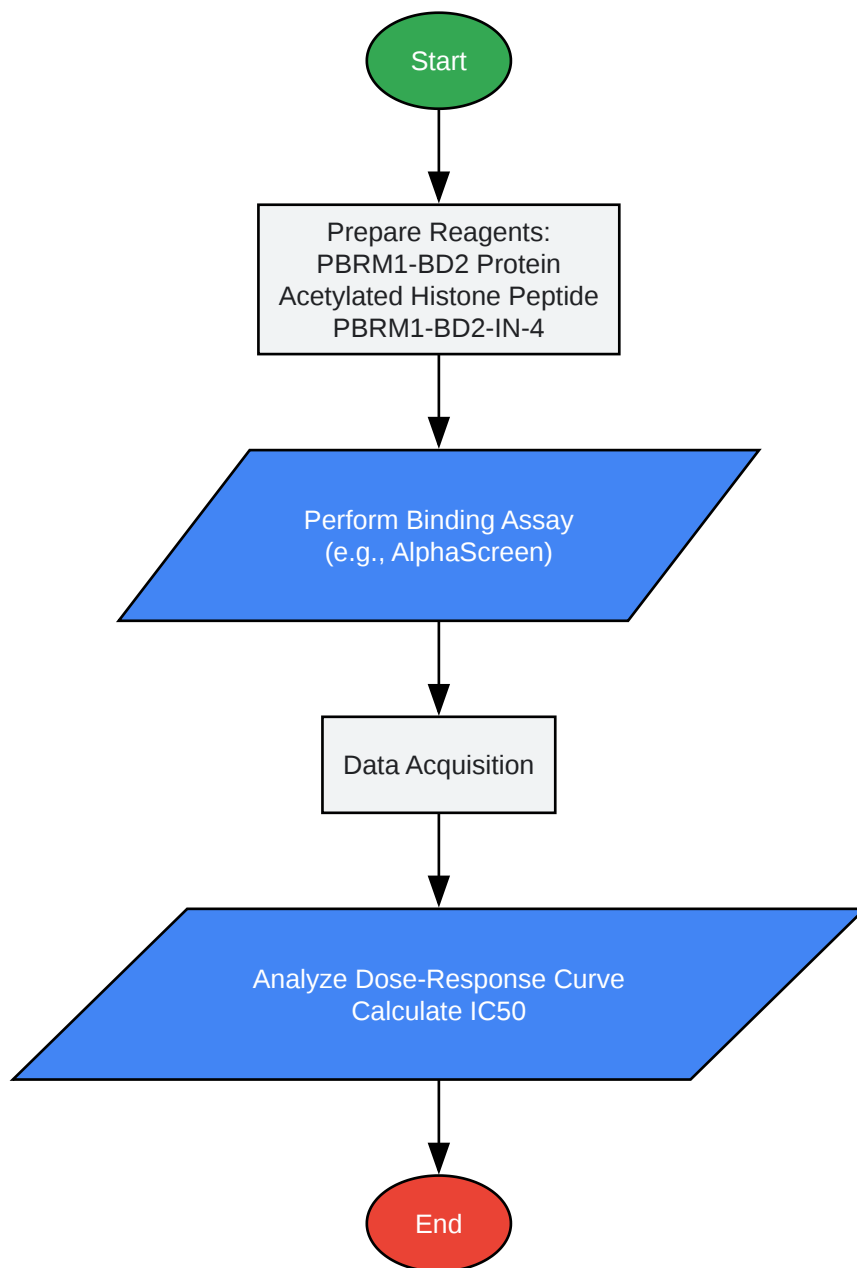 Start
Prepare Reagents:
PBRM1-BD2 Protein
Acetylated Histone Peptide
PBRM1-BD2-IN-4
Perform Binding Assay
(e.g., AlphaScreen)
Data Acquisition
Analyze Dose-Response Curve
Calculate IC50
End